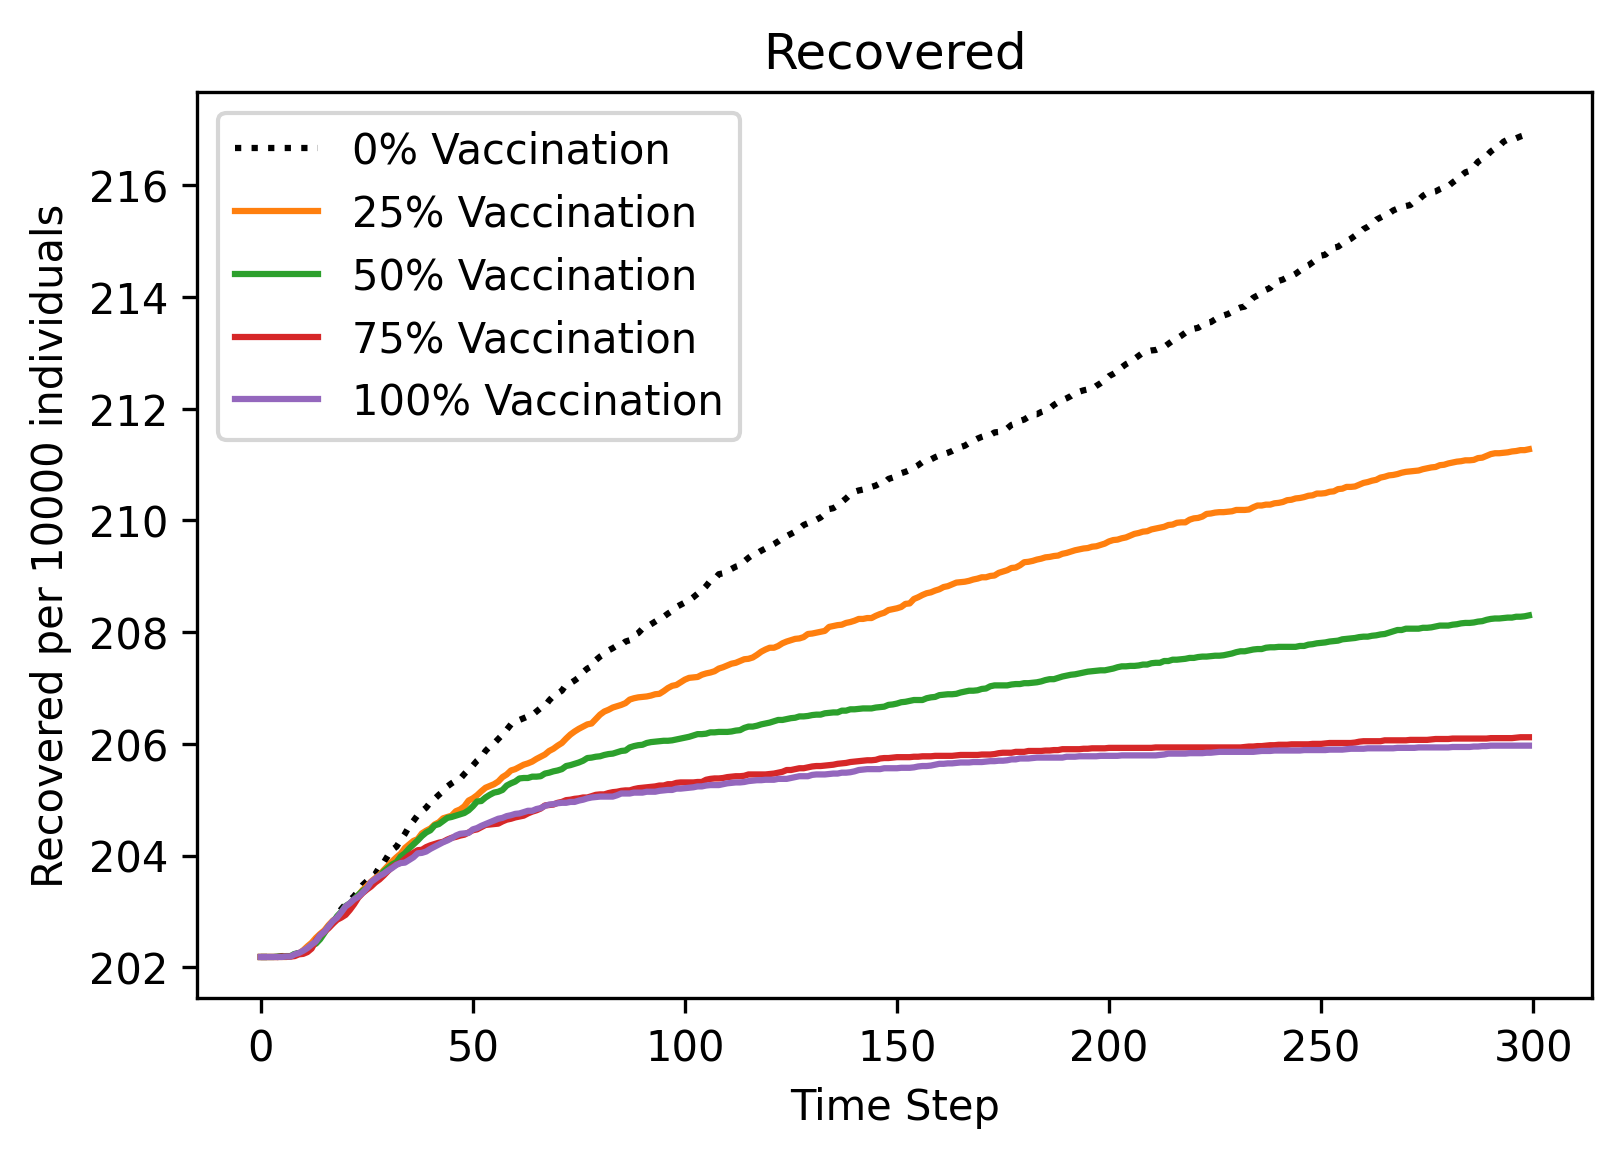 Recovered
0% Vaccination
25% Vaccination
50% Vaccination
75% Vaccination
100% Vaccination
Recovered per 10000 individuals
216
214
212
210
208
206
204
202
0 50 100 150 200 250 300
Time Step